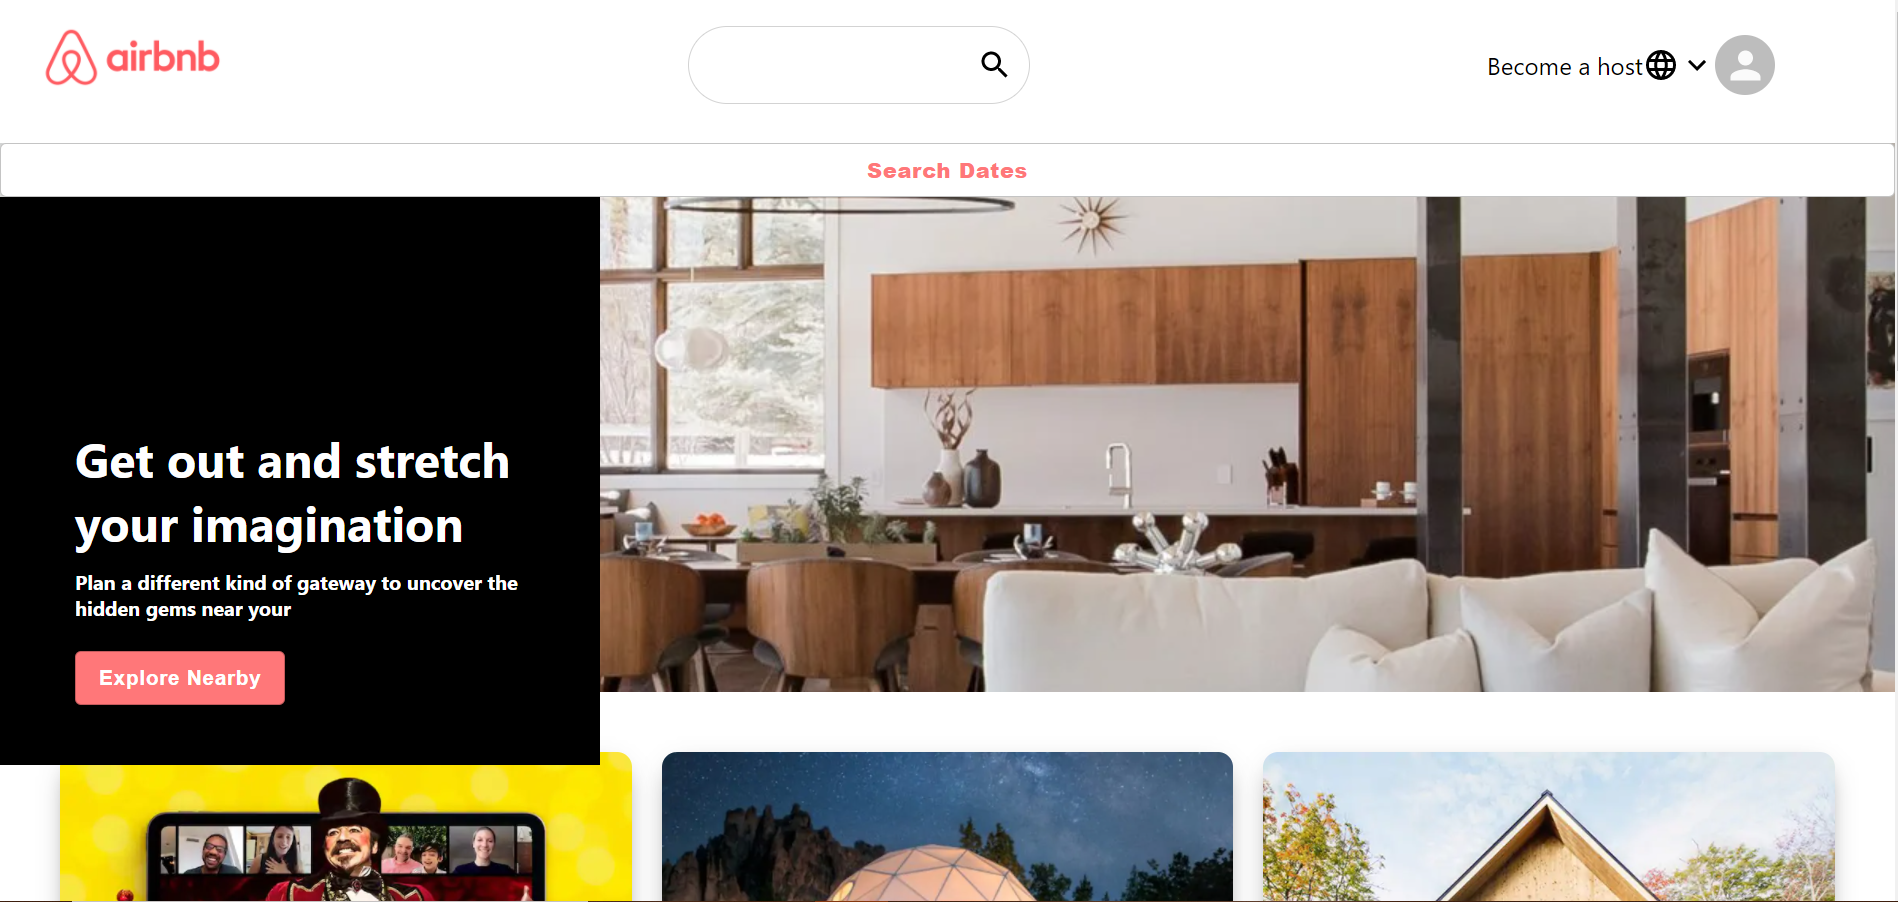 airbnb
Become a host
Search Dates
Get out and stretch
your imagination
Plan a different kind of gateway to uncover the
hidden gems near your
Explore Nearby